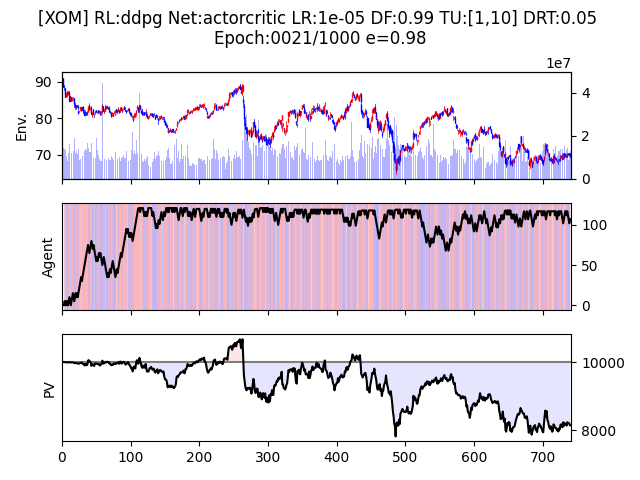 [XOM] RL:ddpg Net:actorcritic LR:1e-05 DF:0.99 TU:[1,10] DRT:0.05
Epoch:0021/1000 e=0.98
1e7
90
80
70
Env.
4
2
0
Agent
100
50
0
PV
10000
8000
0 100 200 300 400 500 600 700